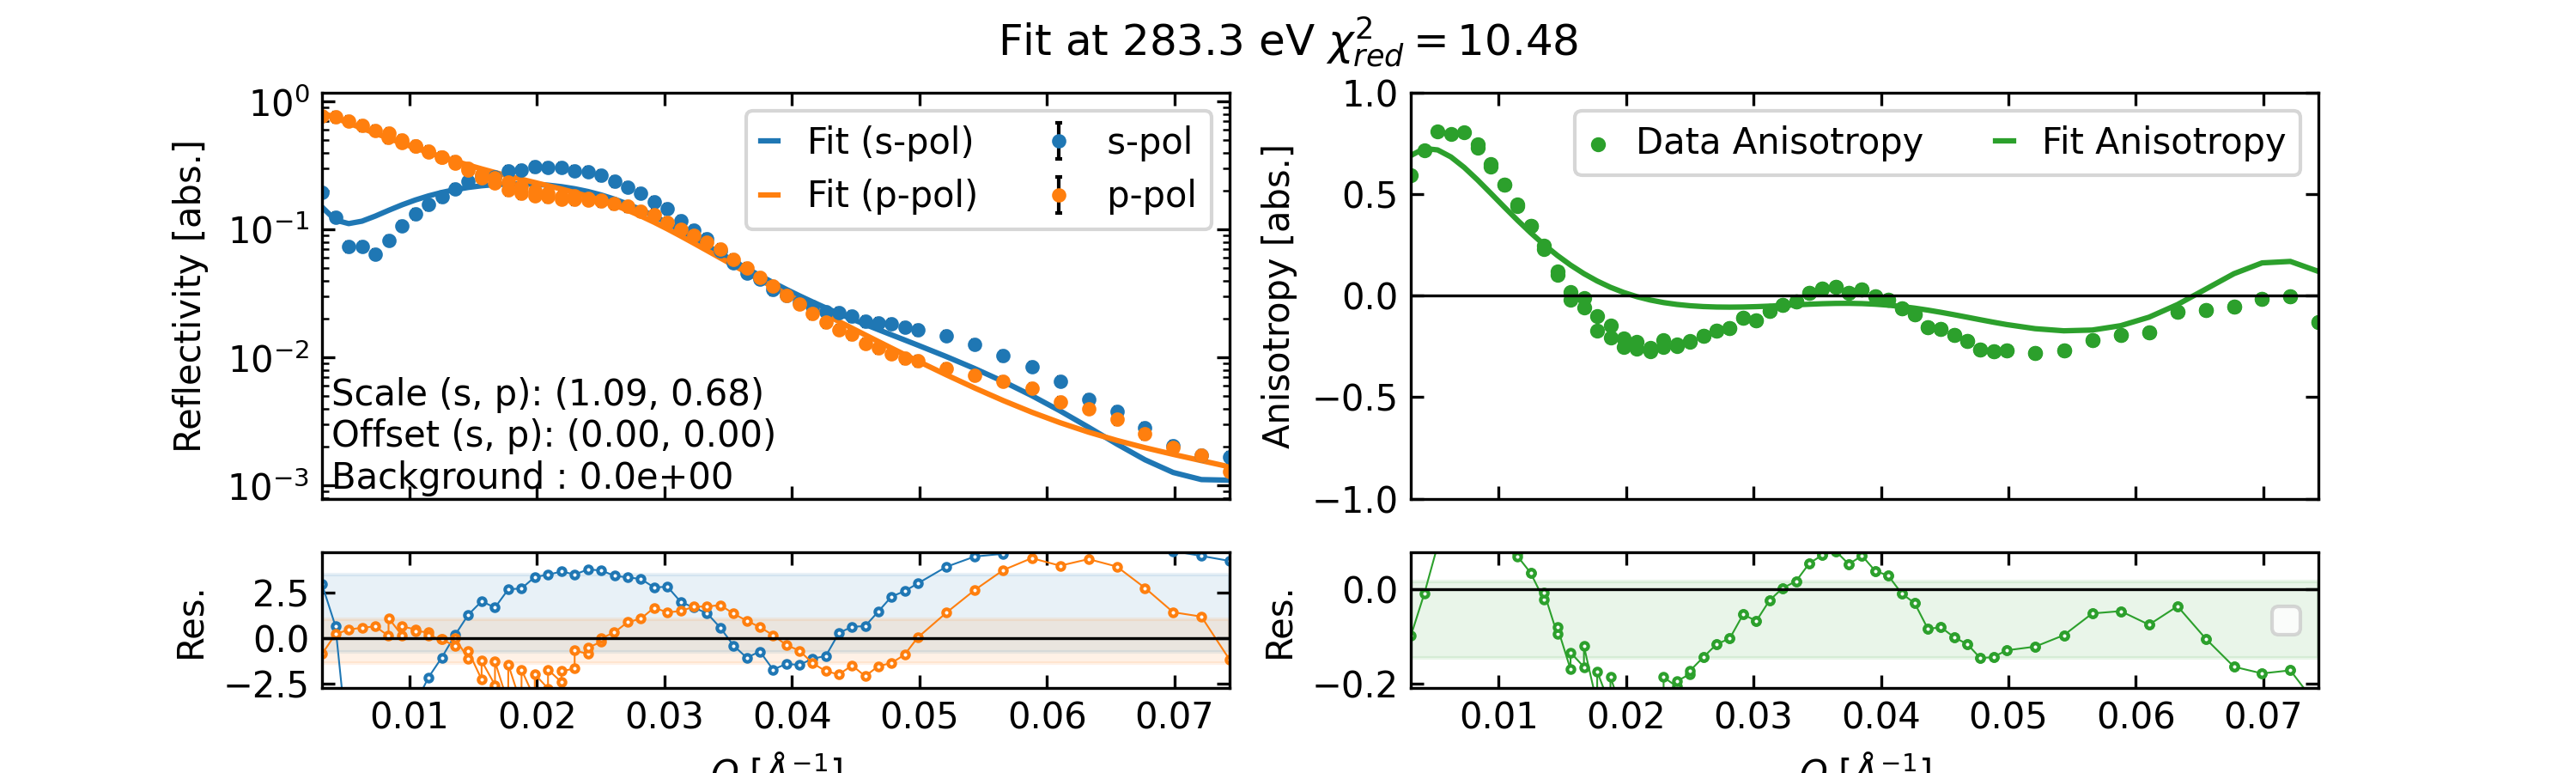 Fit at 283.3 eV χ²red = 10.48
Reflectivity [abs.]
10⁰
10⁻¹
10⁻²
10⁻³
Fit (s-pol)
Fit (p-pol)
s-pol
p-pol
Scale (s, p): (1.09, 0.68)
Offset (s, p): (0.00, 0.00)
Background : 0.0e+00
Anisotropy [abs.]
1.0
0.5
0.0
−0.5
−1.0
Data Anisotropy
Fit Anisotropy
Res.
2.5
0.0
−2.5
0.01 0.02 0.03 0.04 0.05 0.06 0.07
Q [Å⁻¹]
Res.
0.0
−0.2
0.01 0.02 0.03 0.04 0.05 0.06 0.07
Q [Å⁻¹]